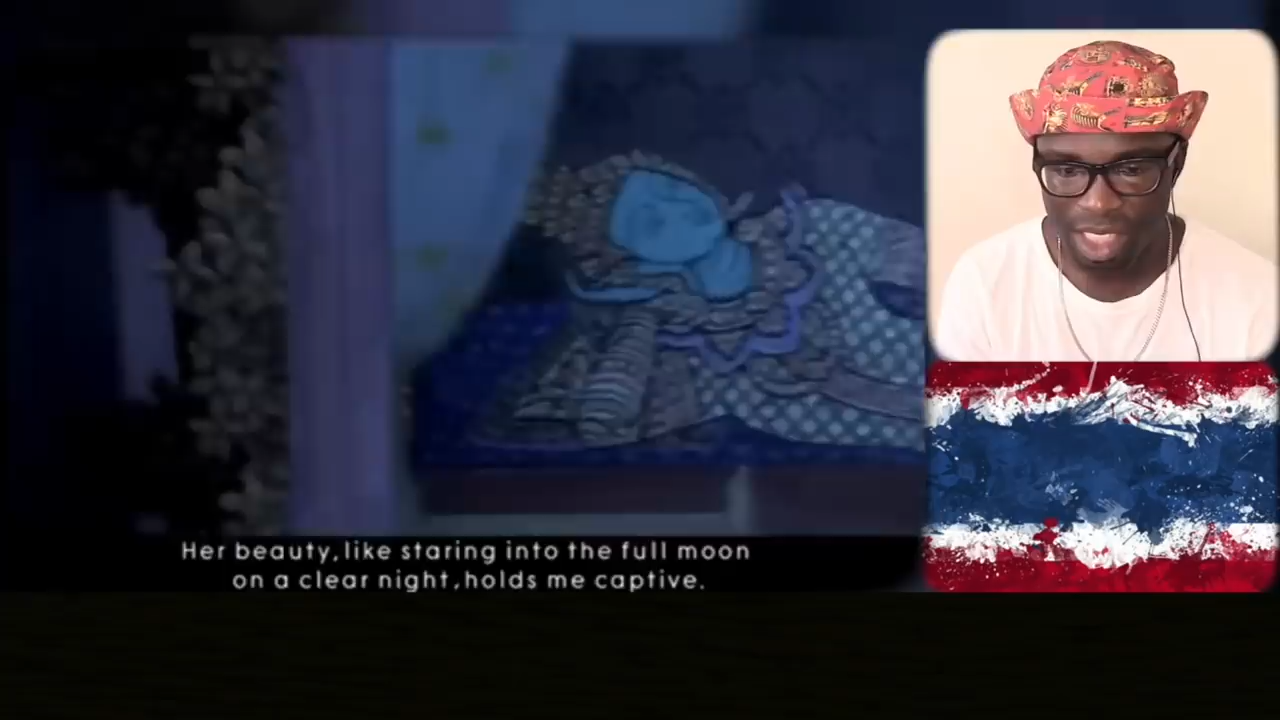 Her beauty,like staring into the full moon
on a clear night,holds me captive.